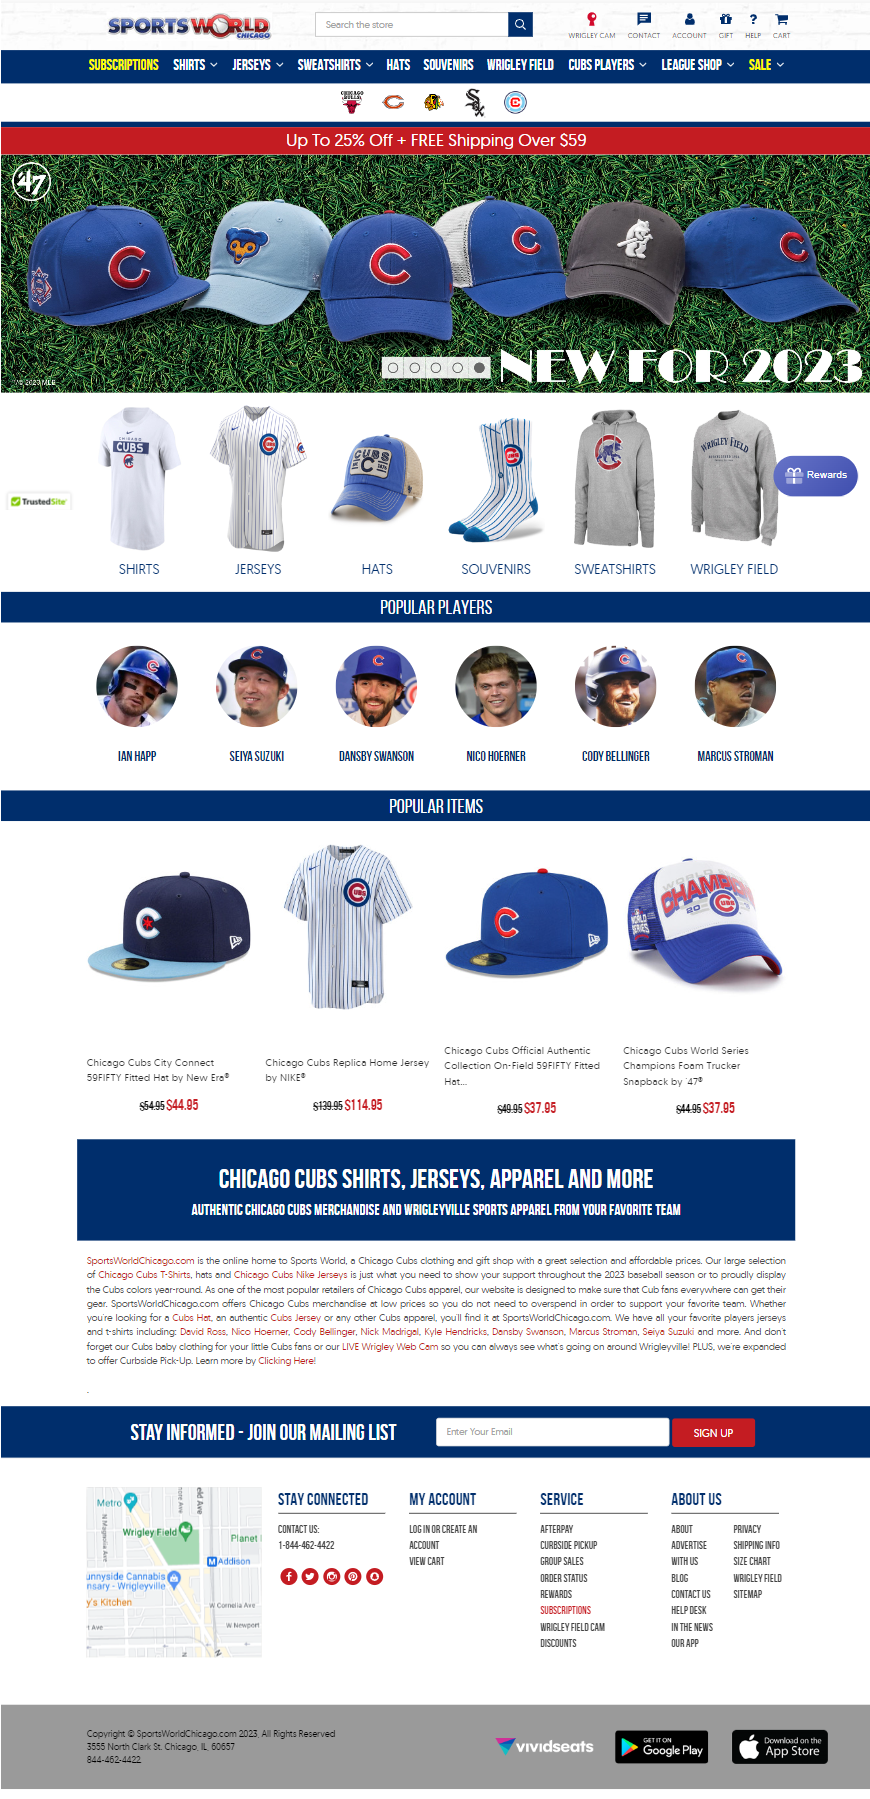 SPORTS WORLD
CHICAGO
Search the store
WRIGLEY CAM CONTACT ACCOUNT GIFT HELP CART
SUBSCRIPTIONS SHIRTS JERSEYS SWEATSHIRTS HATS SOUVENIRS WRIGLEY FIELD CUBS PLAYERS LEAGUE SHOP SALE
Up To 25% Off + FREE Shipping Over $59
'47
NEW FOR 2023
© 2023 MLB
TrustedSite
Rewards
SHIRTS JERSEYS HATS SOUVENIRS SWEATSHIRTS WRIGLEY FIELD
POPULAR PLAYERS
IAN HAPP SEIYA SUZUKI DANSBY SWANSON NICO HOERNER CODY BELLINGER MARCUS STROMAN
POPULAR ITEMS
Chicago Cubs City Connect
59FIFTY Fitted Hat by New Era®
$54.95 $44.95
Chicago Cubs Replica Home Jersey
by NIKE®
$139.95 $114.95
Chicago Cubs Official Authentic
Collection On-Field 59FIFTY Fitted
Hat...
$49.95 $37.95
Chicago Cubs World Series
Champions Foam Trucker
Snapback by '47®
$44.95 $37.95
CHICAGO CUBS SHIRTS, JERSEYS, APPAREL AND MORE
AUTHENTIC CHICAGO CUBS MERCHANDISE AND WRIGLEYVILLE SPORTS APPAREL FROM YOUR FAVORITE TEAM
SportsWorldChicago.com is the online home to Sports World, a Chicago Cubs clothing and gift shop with a great selection and affordable prices. Our large selection
of Chicago Cubs T-Shirts, hats and Chicago Cubs Nike Jerseys is just what you need to show your support throughout the 2023 baseball season or to proudly display
the Cubs colors year-round. As one of the most popular retailers of Chicago Cubs apparel, our website is designed to make sure that Cub fans everywhere can get their
gear. SportsWorldChicago.com offers Chicago Cubs merchandise at low prices so you do not need to overspend in order to support your favorite team. Whether
you're looking for a Cubs Hat, an authentic Cubs Jersey or any other Cubs apparel, you'll find it at SportsWorldChicago.com. We have all your favorite players jerseys
and t-shirts including: David Ross, Nico Hoerner, Cody Bellinger, Nick Madrigal, Kyle Hendricks, Dansby Swanson, Marcus Stroman, Seiya Suzuki and more. And don't
forget our Cubs baby clothing for your little Cubs fans or our LIVE Wrigley Web Cam so you can always see what's going on around Wrigleyville! PLUS, we're expanded
to offer Curbside Pick-Up. Learn more by Clicking Here!
STAY INFORMED - JOIN OUR MAILING LIST
Enter Your Email
SIGN UP
Metro
Wrigley Field
Planet
Addison
unnyside Cannabis
nsary - Wrigleyville
y's Kitchen
W Cornelia Ave
W Newport
N Magnolia Ave
STAY CONNECTED
CONTACT US:
1-844-462-4422
MY ACCOUNT
LOG IN OR CREATE AN
ACCOUNT
VIEW CART
SERVICE
AFTERPAY
CURBSIDE PICKUP
GROUP SALES
ORDER STATUS
REWARDS
SUBSCRIPTIONS
WRIGLEY FIELD CAM
DISCOUNTS
ABOUT US
ABOUT
ADVERTISE
WITH US
BLOG
CONTACT US
HELP DESK
IN THE NEWS
OUR APP
PRIVACY
SHIPPING INFO
SIZE CHART
WRIGLEY FIELD
SITEMAP
Copyright © SportsWorldChicago.com 2023, All Rights Reserved
3555 North Clark St. Chicago, IL, 60657
844-462-4422
vividseats
GET IT ON
Google Play
Download on the
App Store